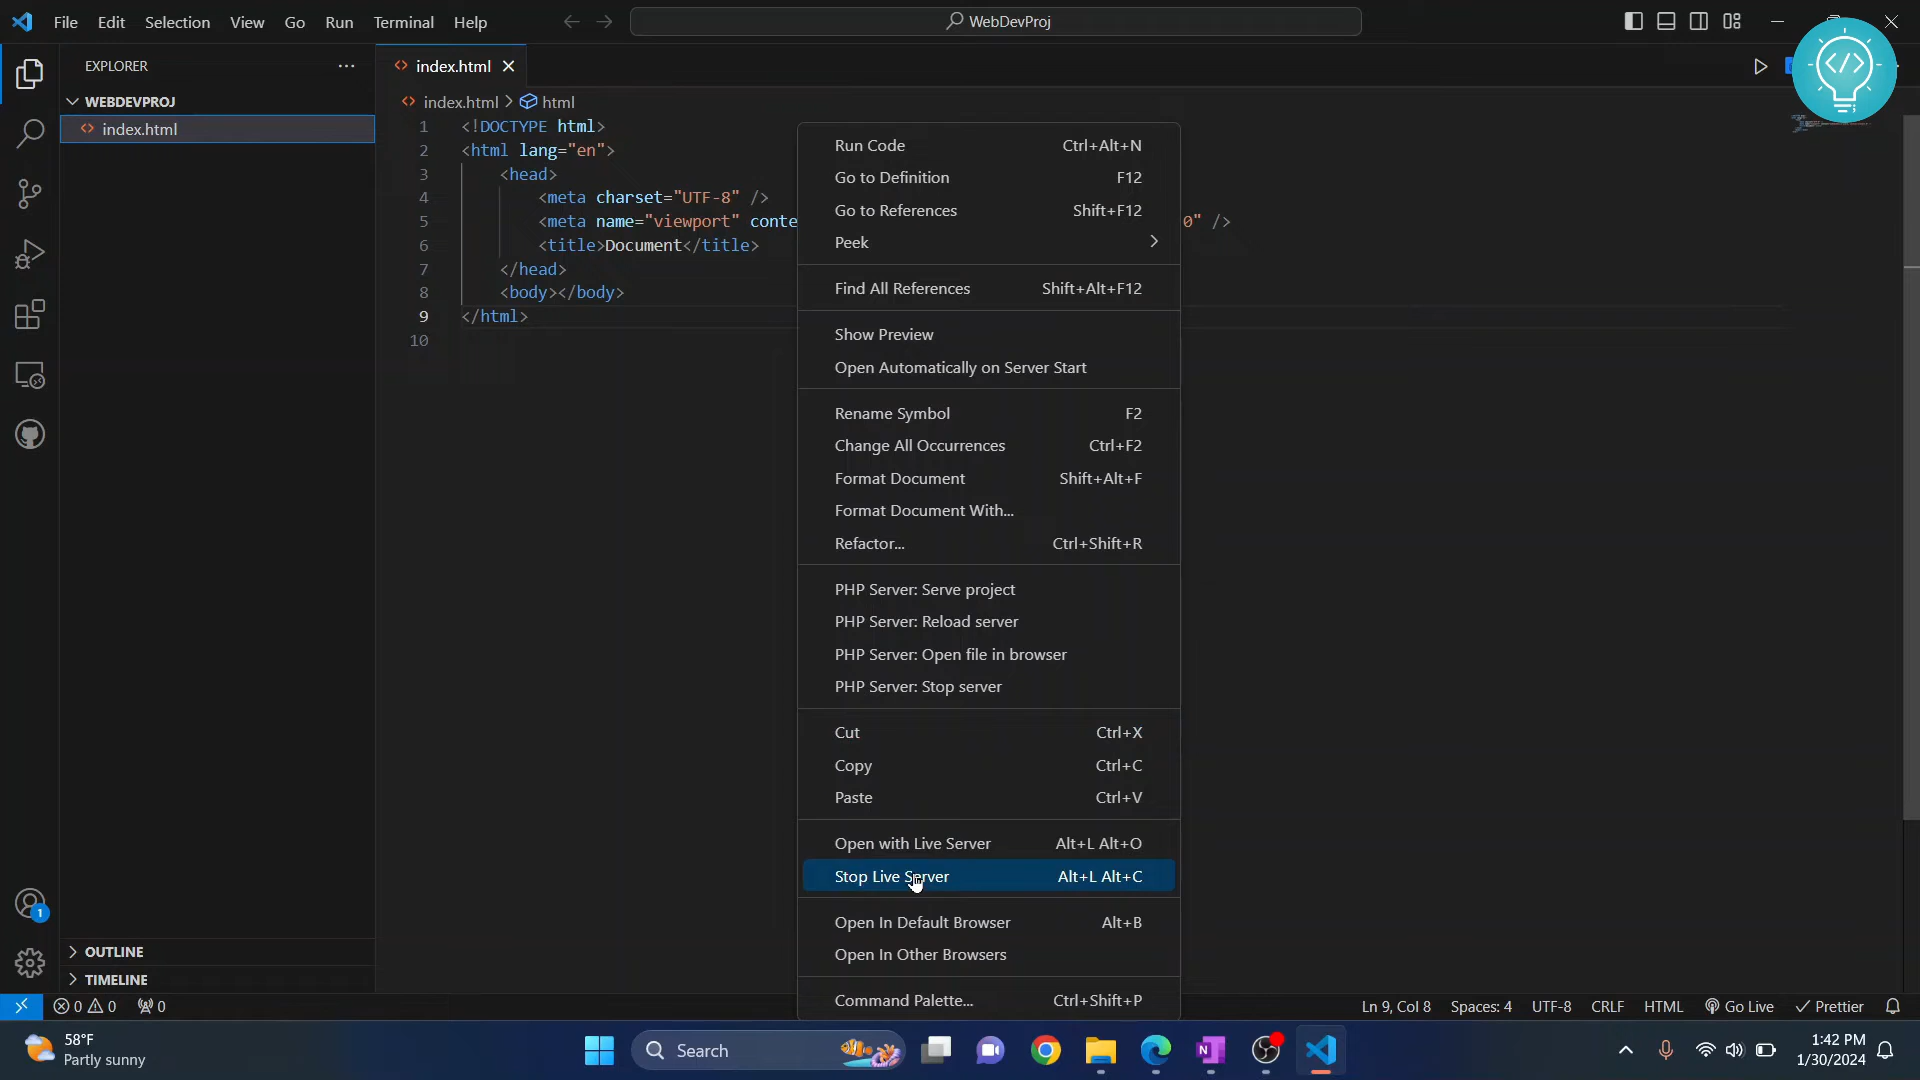 File Edit Selection View Go Run Terminal Help WebDevProj
EXPLORER
index.html
WEBDEVPROJ
index.html
index.html > html
1 <!DOCTYPE html>
2 <html lang="en">
3 <head>
4 <meta charset="UTF-8" />
5 <meta name="viewport" conte 0" />
6 <title>Document</title>
7 </head>
8 <body></body>
9 </html>
10
Run Code Ctrl+Alt+N
Go to Definition F12
Go to References Shift+F12
Peek
Find All References Shift+Alt+F12
Show Preview
Open Automatically on Server Start
Rename Symbol F2
Change All Occurrences Ctrl+F2
Format Document Shift+Alt+F
Format Document With...
Refactor... Ctrl+Shift+R
PHP Server: Serve project
PHP Server: Reload server
PHP Server: Open file in browser
PHP Server: Stop server
Cut Ctrl+X
Copy Ctrl+C
Paste Ctrl+V
Open with Live Server Alt+L Alt+O
Stop Live Server Alt+L Alt+C
Open In Default Browser Alt+B
Open In Other Browsers
Command Palette... Ctrl+Shift+P
1
OUTLINE
TIMELINE
0 0 0 Ln 9, Col 8 Spaces: 4 UTF-8 CRLF HTML Go Live Prettier
58°F
Partly sunny
Search
1:42 PM
1/30/2024